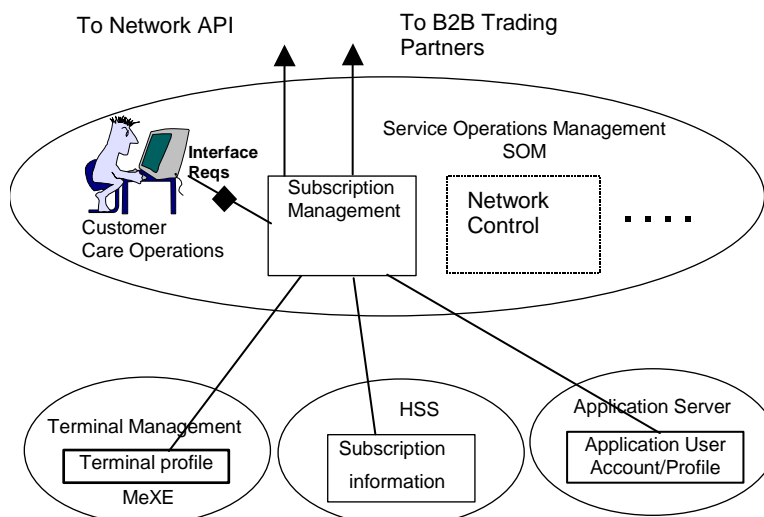 To Network API
To B2B Trading
Partners
Service Operations Management
SOM
Interface
Reqs
Subscription
Management
Network
Control
Customer
Care Operations
Terminal Management
Terminal profile
MeXE
HSS
Subscription
information
Application Server
Application User
Account/Profile